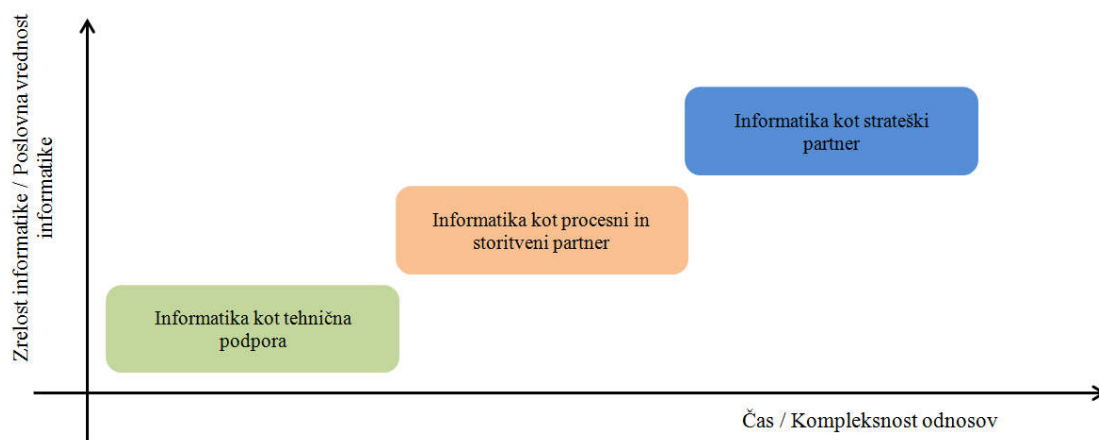 Zrelost informatike / Poslovna vrednost
informatike
Informatika kot strateški
partner
Informatika kot procesni in
storitveni partner
Informatika kot tehnična
podpora
Čas / Kompleksnost odnosov